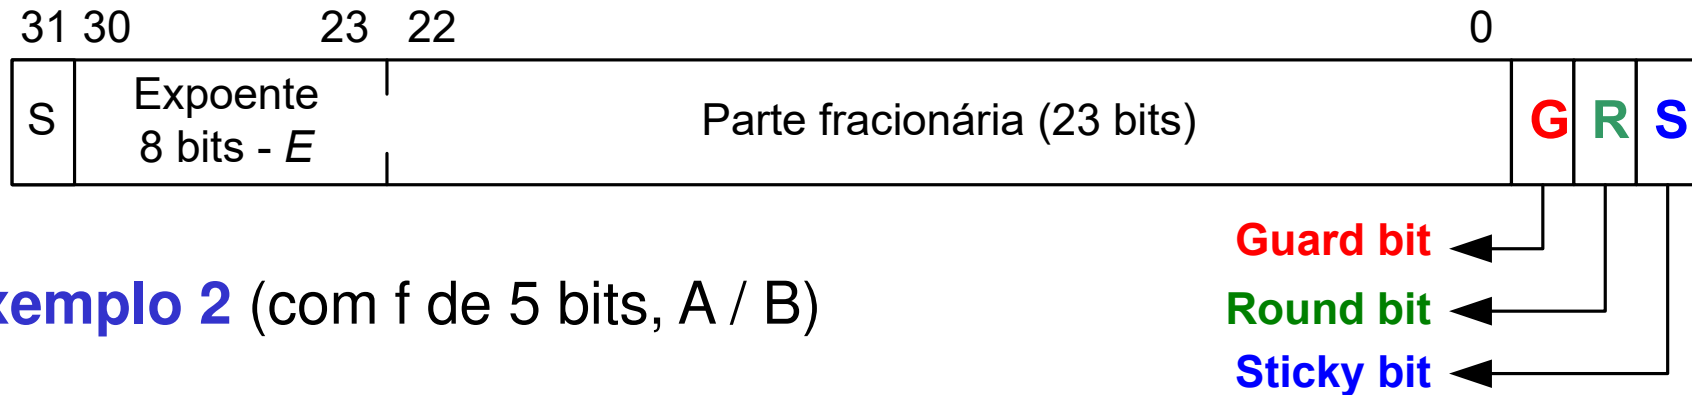 31 30 23 22 0
S Expoente 8 bits - E Parte fracionária (23 bits) G R S
Guard bit
xemplo 2 (com f de 5 bits, A / B)
Round bit
Sticky bit